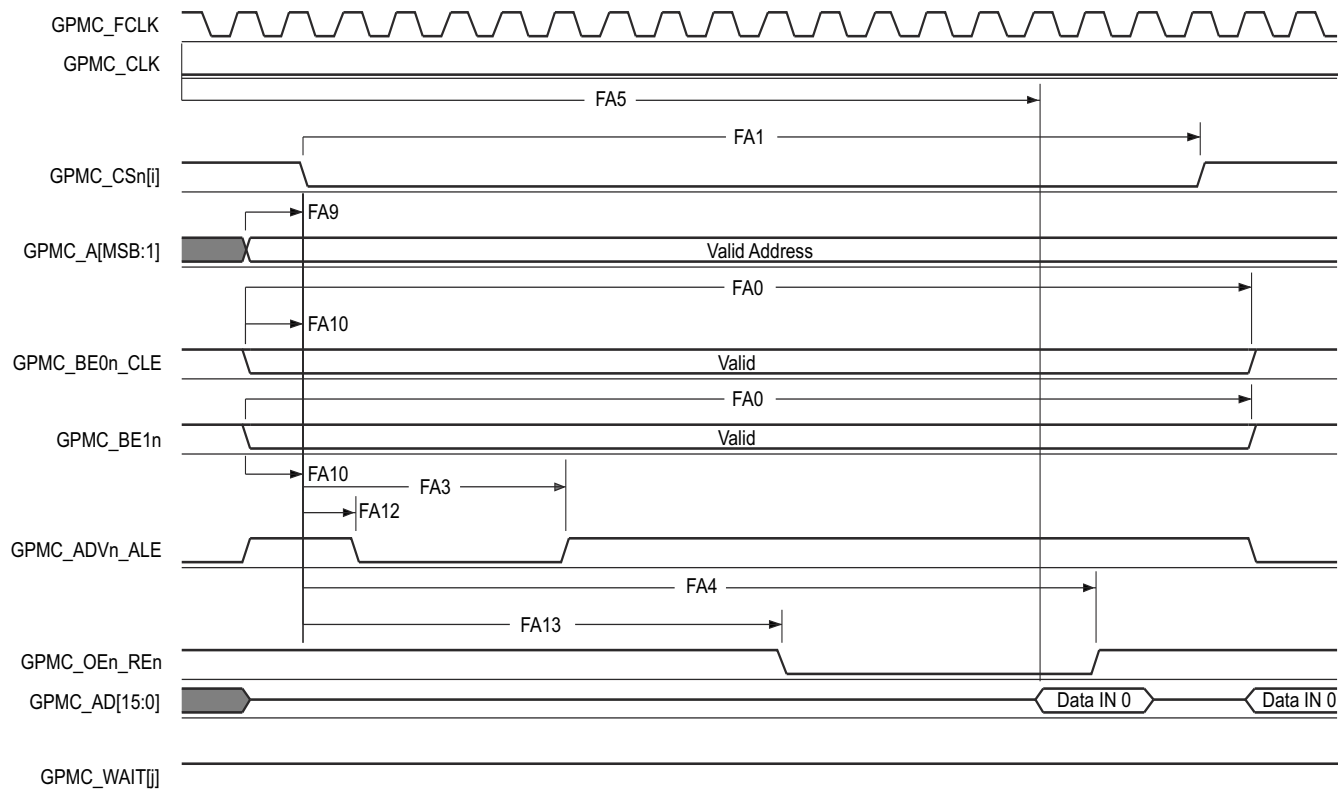 GPMC_FCLK
GPMC_CLK
FA5
FA1
GPMC_CSn[i]
FA9
GPMC_A[MSB:1] Valid Address
FA0
FA10
GPMC_BE0n_CLE Valid
FA0
GPMC_BE1n Valid
FA10
FA3
FA12
GPMC_ADVn_ALE
FA4
FA13
GPMC_OEn_REn
GPMC_AD[15:0] Data IN 0 Data IN 0
GPMC_WAIT[j]